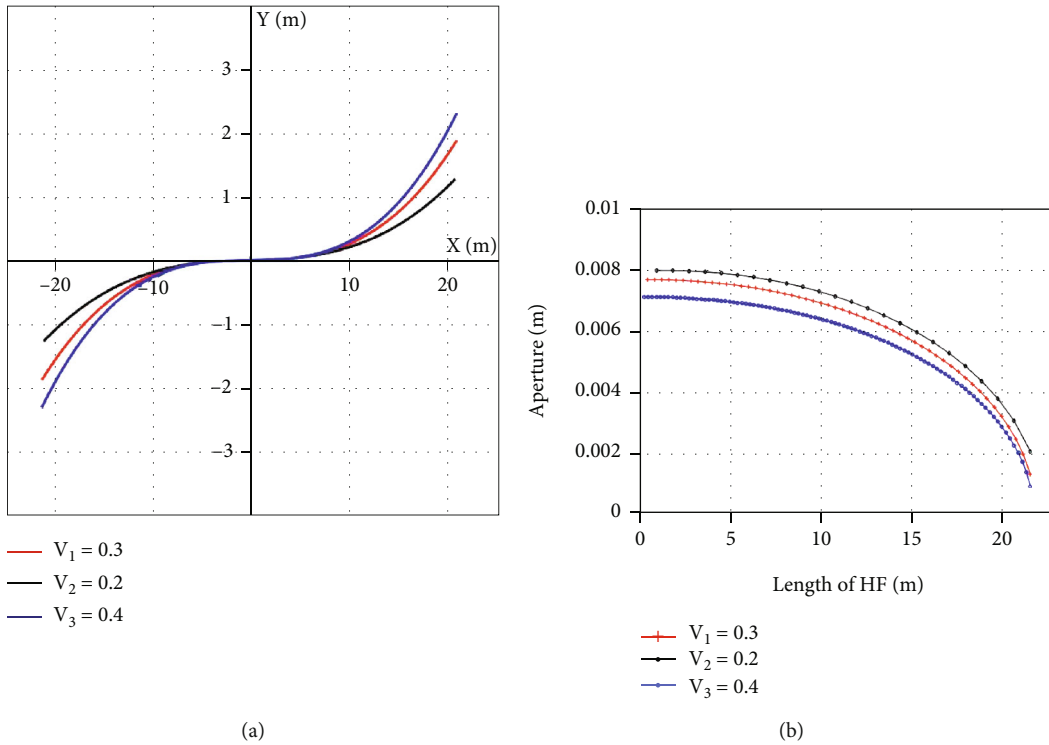 Y (m)
3
2
1
X (m)
−20
−10
10
20
−1
−2
−3
V1 = 0.3
V2 = 0.2
V3 = 0.4
(a)
0.01
0.008
0.006
0.004
0.002
0
Aperture (m)
0
5
10
15
20
Length of HF (m)
V1 = 0.3
V2 = 0.2
V3 = 0.4
(b)